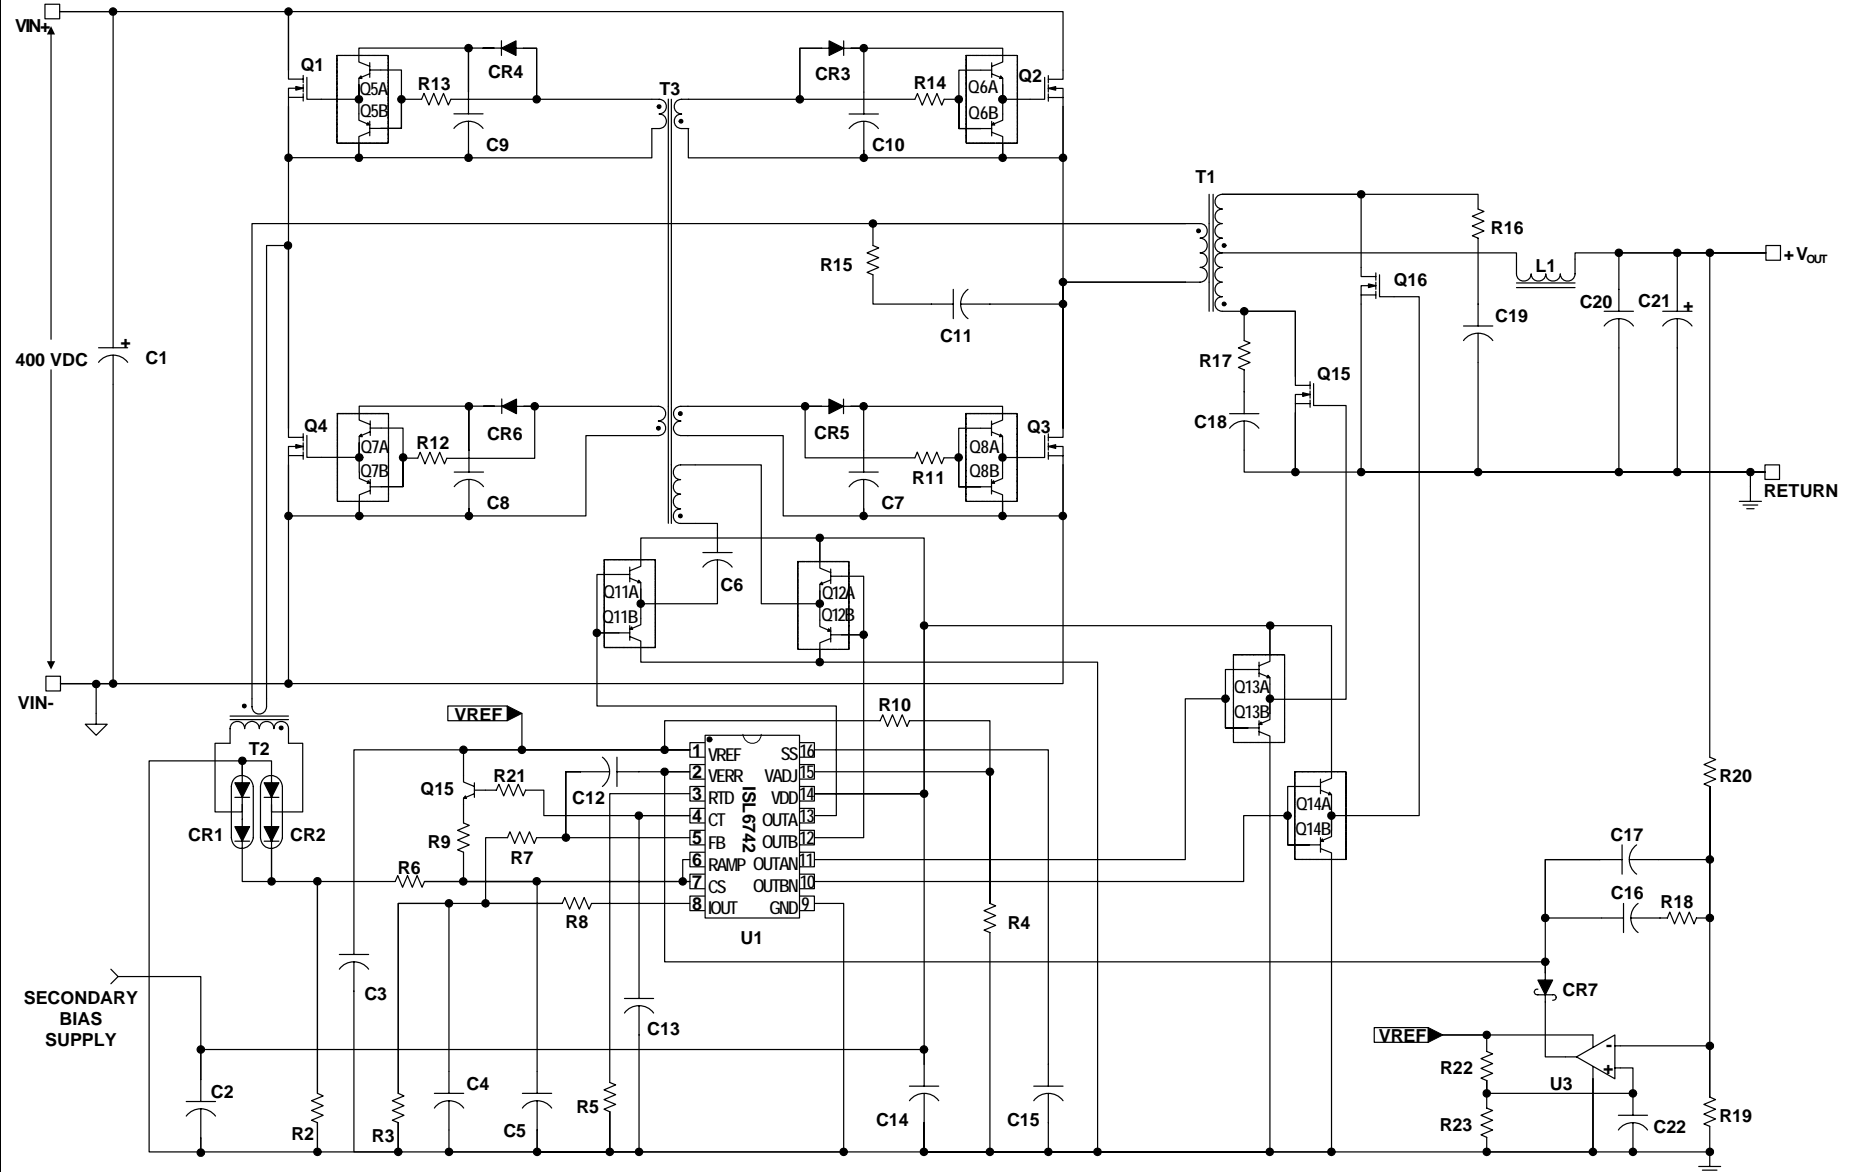 VIN+
Q1
Q5A
Q5B
R13
CR4
C9
T3
CR3
C10
R14
Q6A
Q6B
Q2
T1
R16
Q16
L1
+ VOUT
C20
C21
+
C19
R15
C11
R17
C18
Q15
RETURN
400 VDC
+
C1
Q4
Q7A
Q7B
R12
CR6
C8
CR5
C7
R11
Q8A
Q8B
Q3
C6
Q11A
Q11B
Q12A
Q12B
VIN-
T2
CR1
CR2
VREF
R10
Q13A
Q13B
Q14A
Q14B
Q15
R21
R9
C12
R7
R6
R8
1 VREF SS 16
2 VERR VADJ 15
3 RTD VDD 14
4 CT OUTA 13
5 FB OUTB 12
6 RAMP OUTAN 11
7 CS OUTBN 10
8 IOUT GND 9
ISL6742
U1
R4
R20
C17
C16
R18
CR7
SECONDARY
BIAS
SUPPLY
C3
C13
C2
R2
R3
C4
C5
R5
C14
C15
VREF
R22
R23
U3
-
+
C22
R19